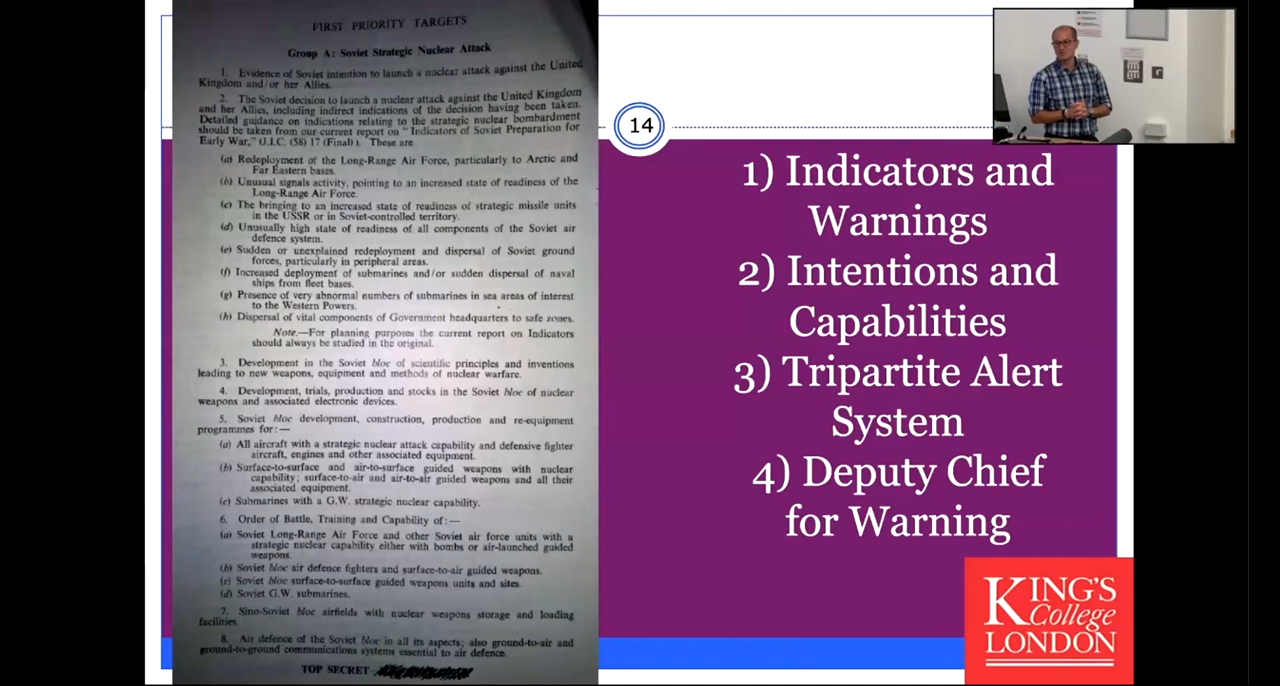 FIRST PRIORITY TARGETS
Group A: Soviet Strategic Nuclear Attack
1. Evidence of Soviet intention to launch a nuclear attack against the United
Kingdom and/or her Allies.
2. The Soviet decision to launch a nuclear attack against the United Kingdom
and her Allies, including indirect indications of the decision having been taken.
Detailed guidance on indications relating to the strategic nuclear bombardment
should be taken from our current report on "Indicators of Soviet Preparation for
Early War," (J.I.C. (58) 17 (Final)). These are
(a) Redeployment of the Long-Range Air Force, particularly to Arctic and
Far Eastern bases.
(b) Unusual signals activity, pointing to an increased state of readiness of the
Long-Range Air Force.
(c) The bringing to an increased state of readiness of strategic missile units
in the USSR or in Soviet-controlled territory.
(d) Unusually high state of readiness of all components of the Soviet air
defence system.
(e) Sudden or unexplained redeployment and dispersal of Soviet ground
forces, particularly in peripheral areas.
(f) Increased deployment of submarines and/or sudden dispersal of naval
ships from fleet bases.
(g) Presence of very abnormal numbers of submarines in sea areas of interest
to the Western Powers.
(h) Dispersal of vital components of Government headquarters to safe zones.
Note.—For planning purposes the current report on Indicators
should always be studied in the original.
3. Development in the Soviet bloc of scientific principles and inventions
leading to new weapons, equipment and methods of nuclear warfare.
4. Development, trials, production and stocks in the Soviet bloc of nuclear
weapons and associated electronic devices.
5. Soviet bloc development, construction, production and re-equipment
programmes for:—
(a) All aircraft with a strategic nuclear attack capability and defensive fighter
aircraft, engines and other associated equipment.
(b) Surface-to-surface and air-to-surface guided weapons with nuclear
capability; surface-to-air and air-to-air guided weapons and all their
associated equipment.
(c) Submarines with a G.W. strategic nuclear capability.
6. Order of Battle, Training and Capability of:—
(a) Soviet Long-Range Air Force and other Soviet air force units with a
strategic nuclear capability either with bombs or air-launched guided
weapons.
(b) Soviet bloc air defence fighters and surface-to-air guided weapons.
(c) Soviet bloc surface-to-surface guided weapons units and sites.
(d) Soviet G.W. submarines.
7. Sino-Soviet bloc airfields with nuclear weapons storage and loading
facilities.
8. Air defence of the Soviet bloc in all its aspects; also ground-to-air and
ground-to-ground communications systems essential to air defence.
TOP SECRET
14
1) Indicators and
Warnings
2) Intentions and
Capabilities
3) Tripartite Alert
System
4) Deputy Chief
for Warning
KING'S
College
LONDON